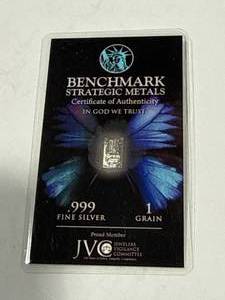 BENCHMARK
STRATEGIC METALS
Certificate of Authenticity
IN GOD WE TRUST
.999
FINE SILVER
1
GRAIN
Proud Member
JVC
JEWELERS
VIGILANCE
COMMITTEE